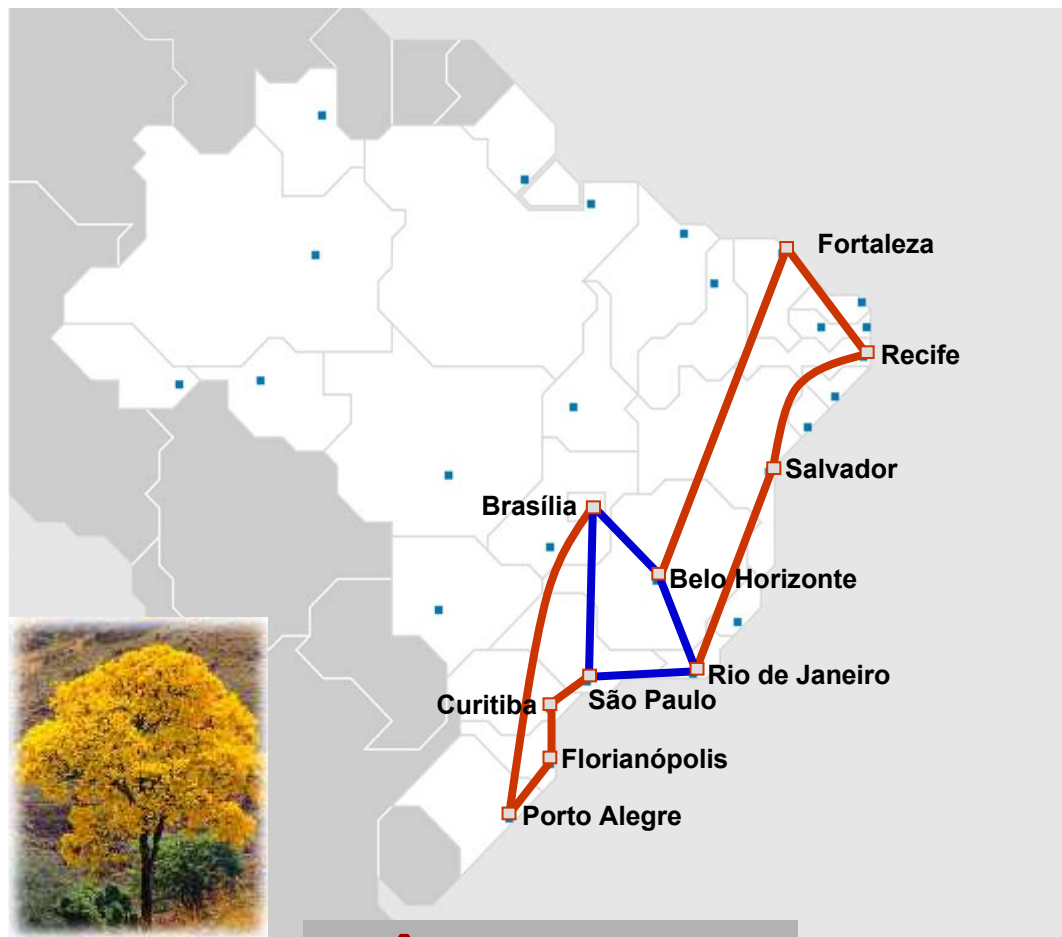 Fortaleza
Recife
Salvador
Brasília
Belo Horizonte
Rio de Janeiro
São Paulo
Curitiba
Florianópolis
Porto Alegre